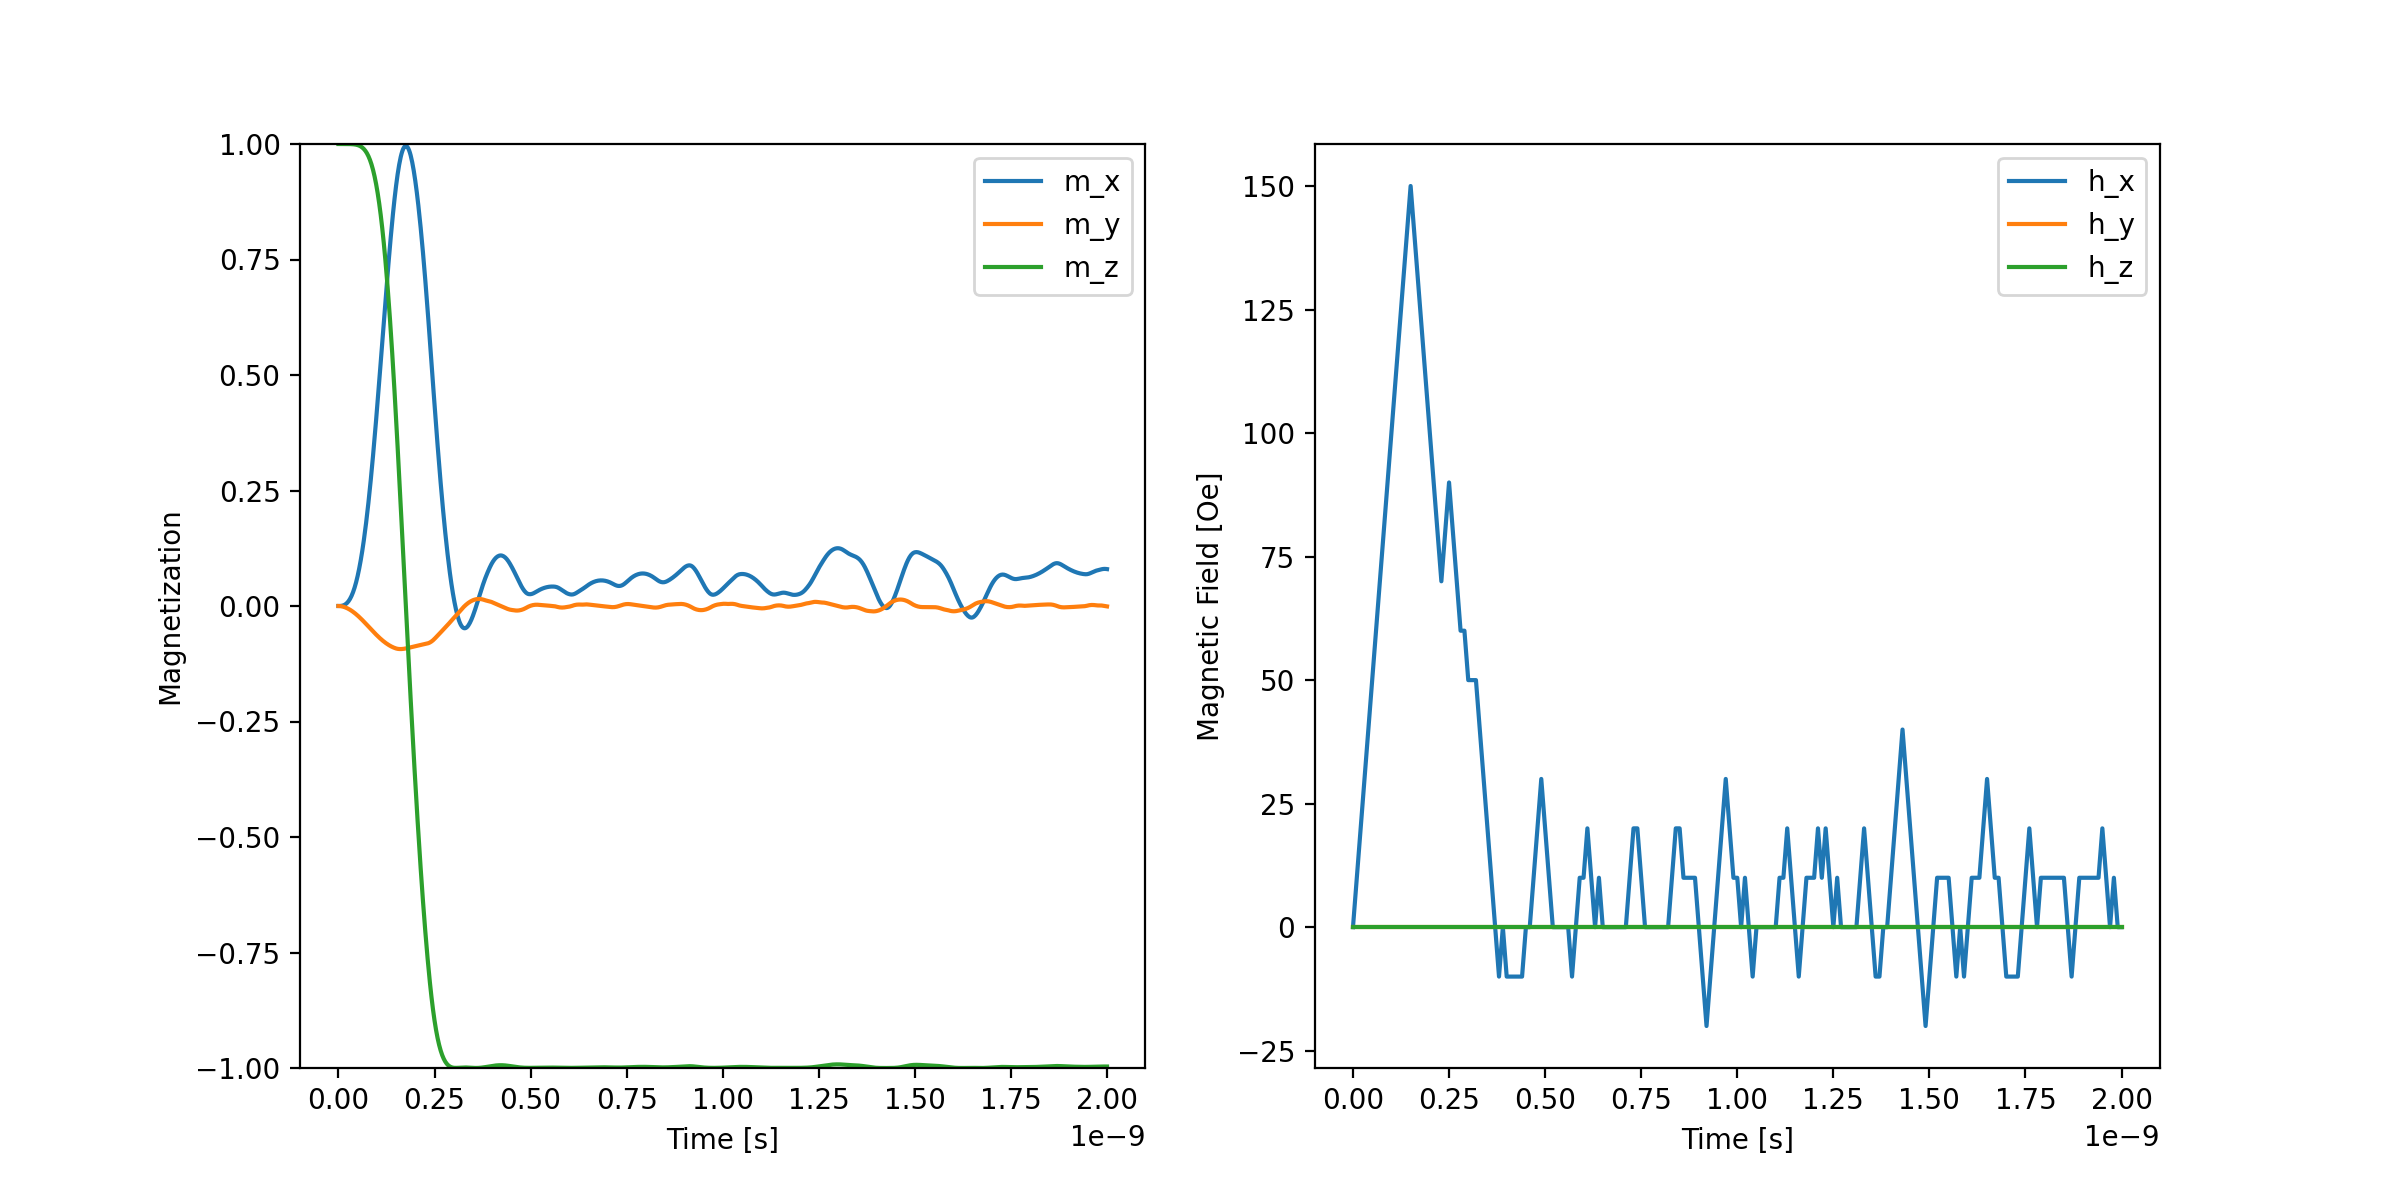 1.00
0.75
0.50
0.25
0.00
−0.25
−0.50
−0.75
−1.00
Magnetization
m_x
m_y
m_z
0.00 0.25 0.50 0.75 1.00 1.25 1.50 1.75 2.00
Time [s]
1e−9
150
125
100
75
50
25
0
−25
Magnetic Field [Oe]
h_x
h_y
h_z
0.00 0.25 0.50 0.75 1.00 1.25 1.50 1.75 2.00
Time [s]
1e−9